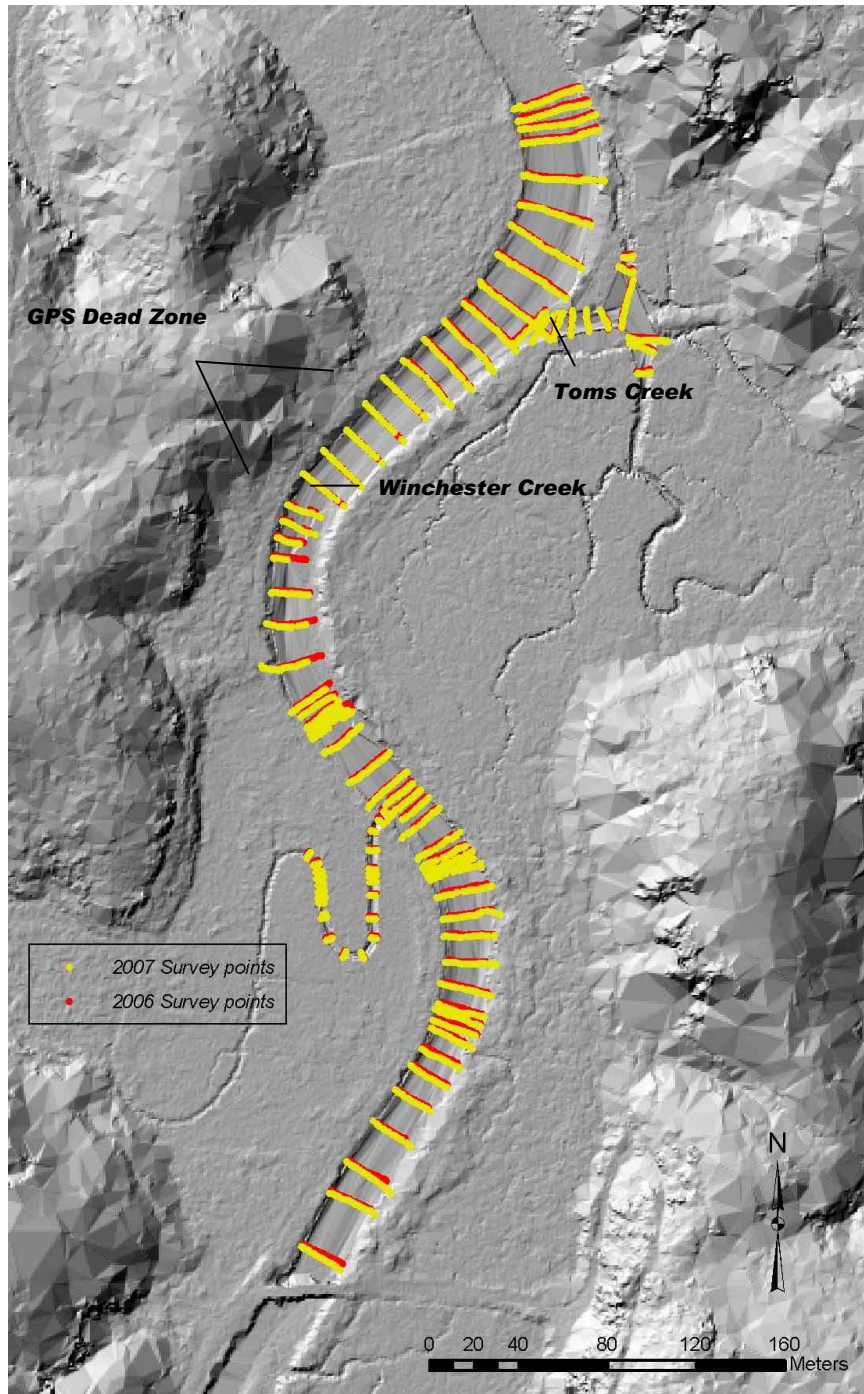 GPS Dead Zone
Toms Creek
Winchester Creek
2007 Survey points
2006 Survey points
N
0 20 40 80 120 160
Meters